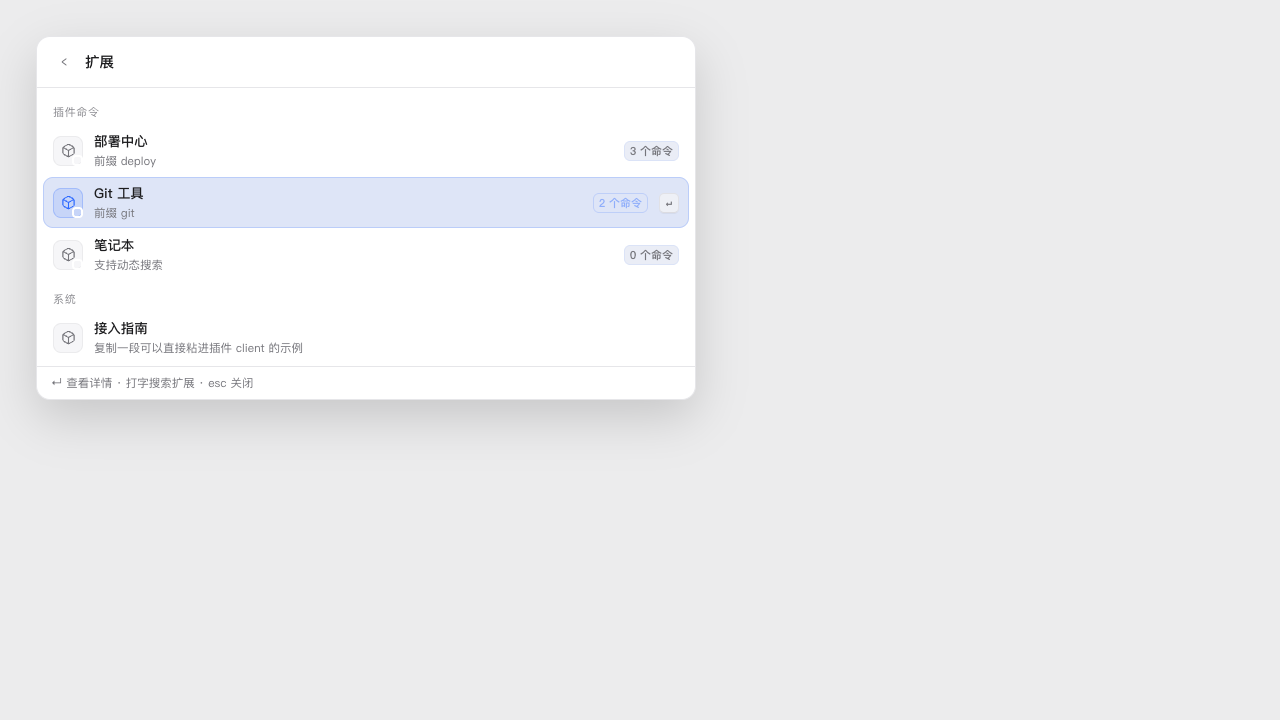 扩展
插件命令
部署中心
前缀 deploy
3 个命令
Git 工具
前缀 git
2 个命令 ↵
笔记本
支持动态搜索
0 个命令
系统
接入指南
复制一段可以直接粘进插件 client 的示例
↵ 查看详情 · 打字搜索扩展 · esc 关闭